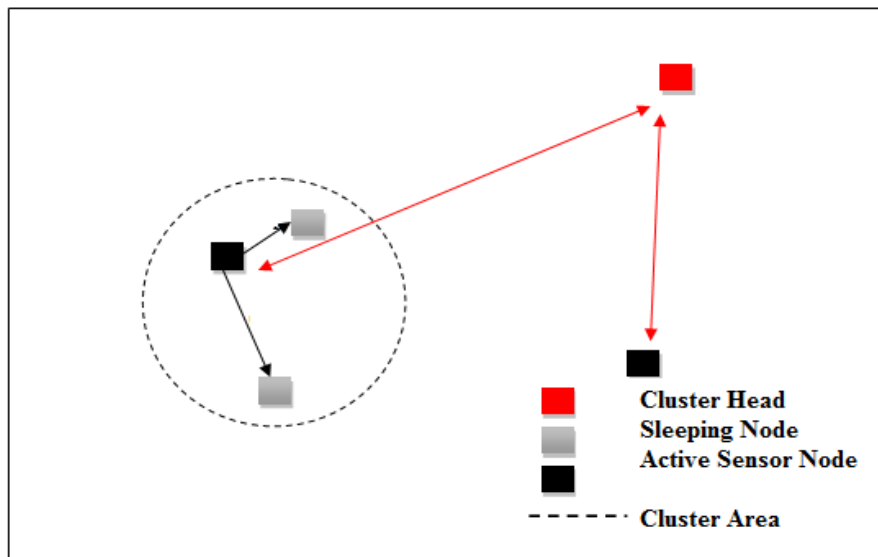 Cluster Head
Sleeping Node
Active Sensor Node
Cluster Area